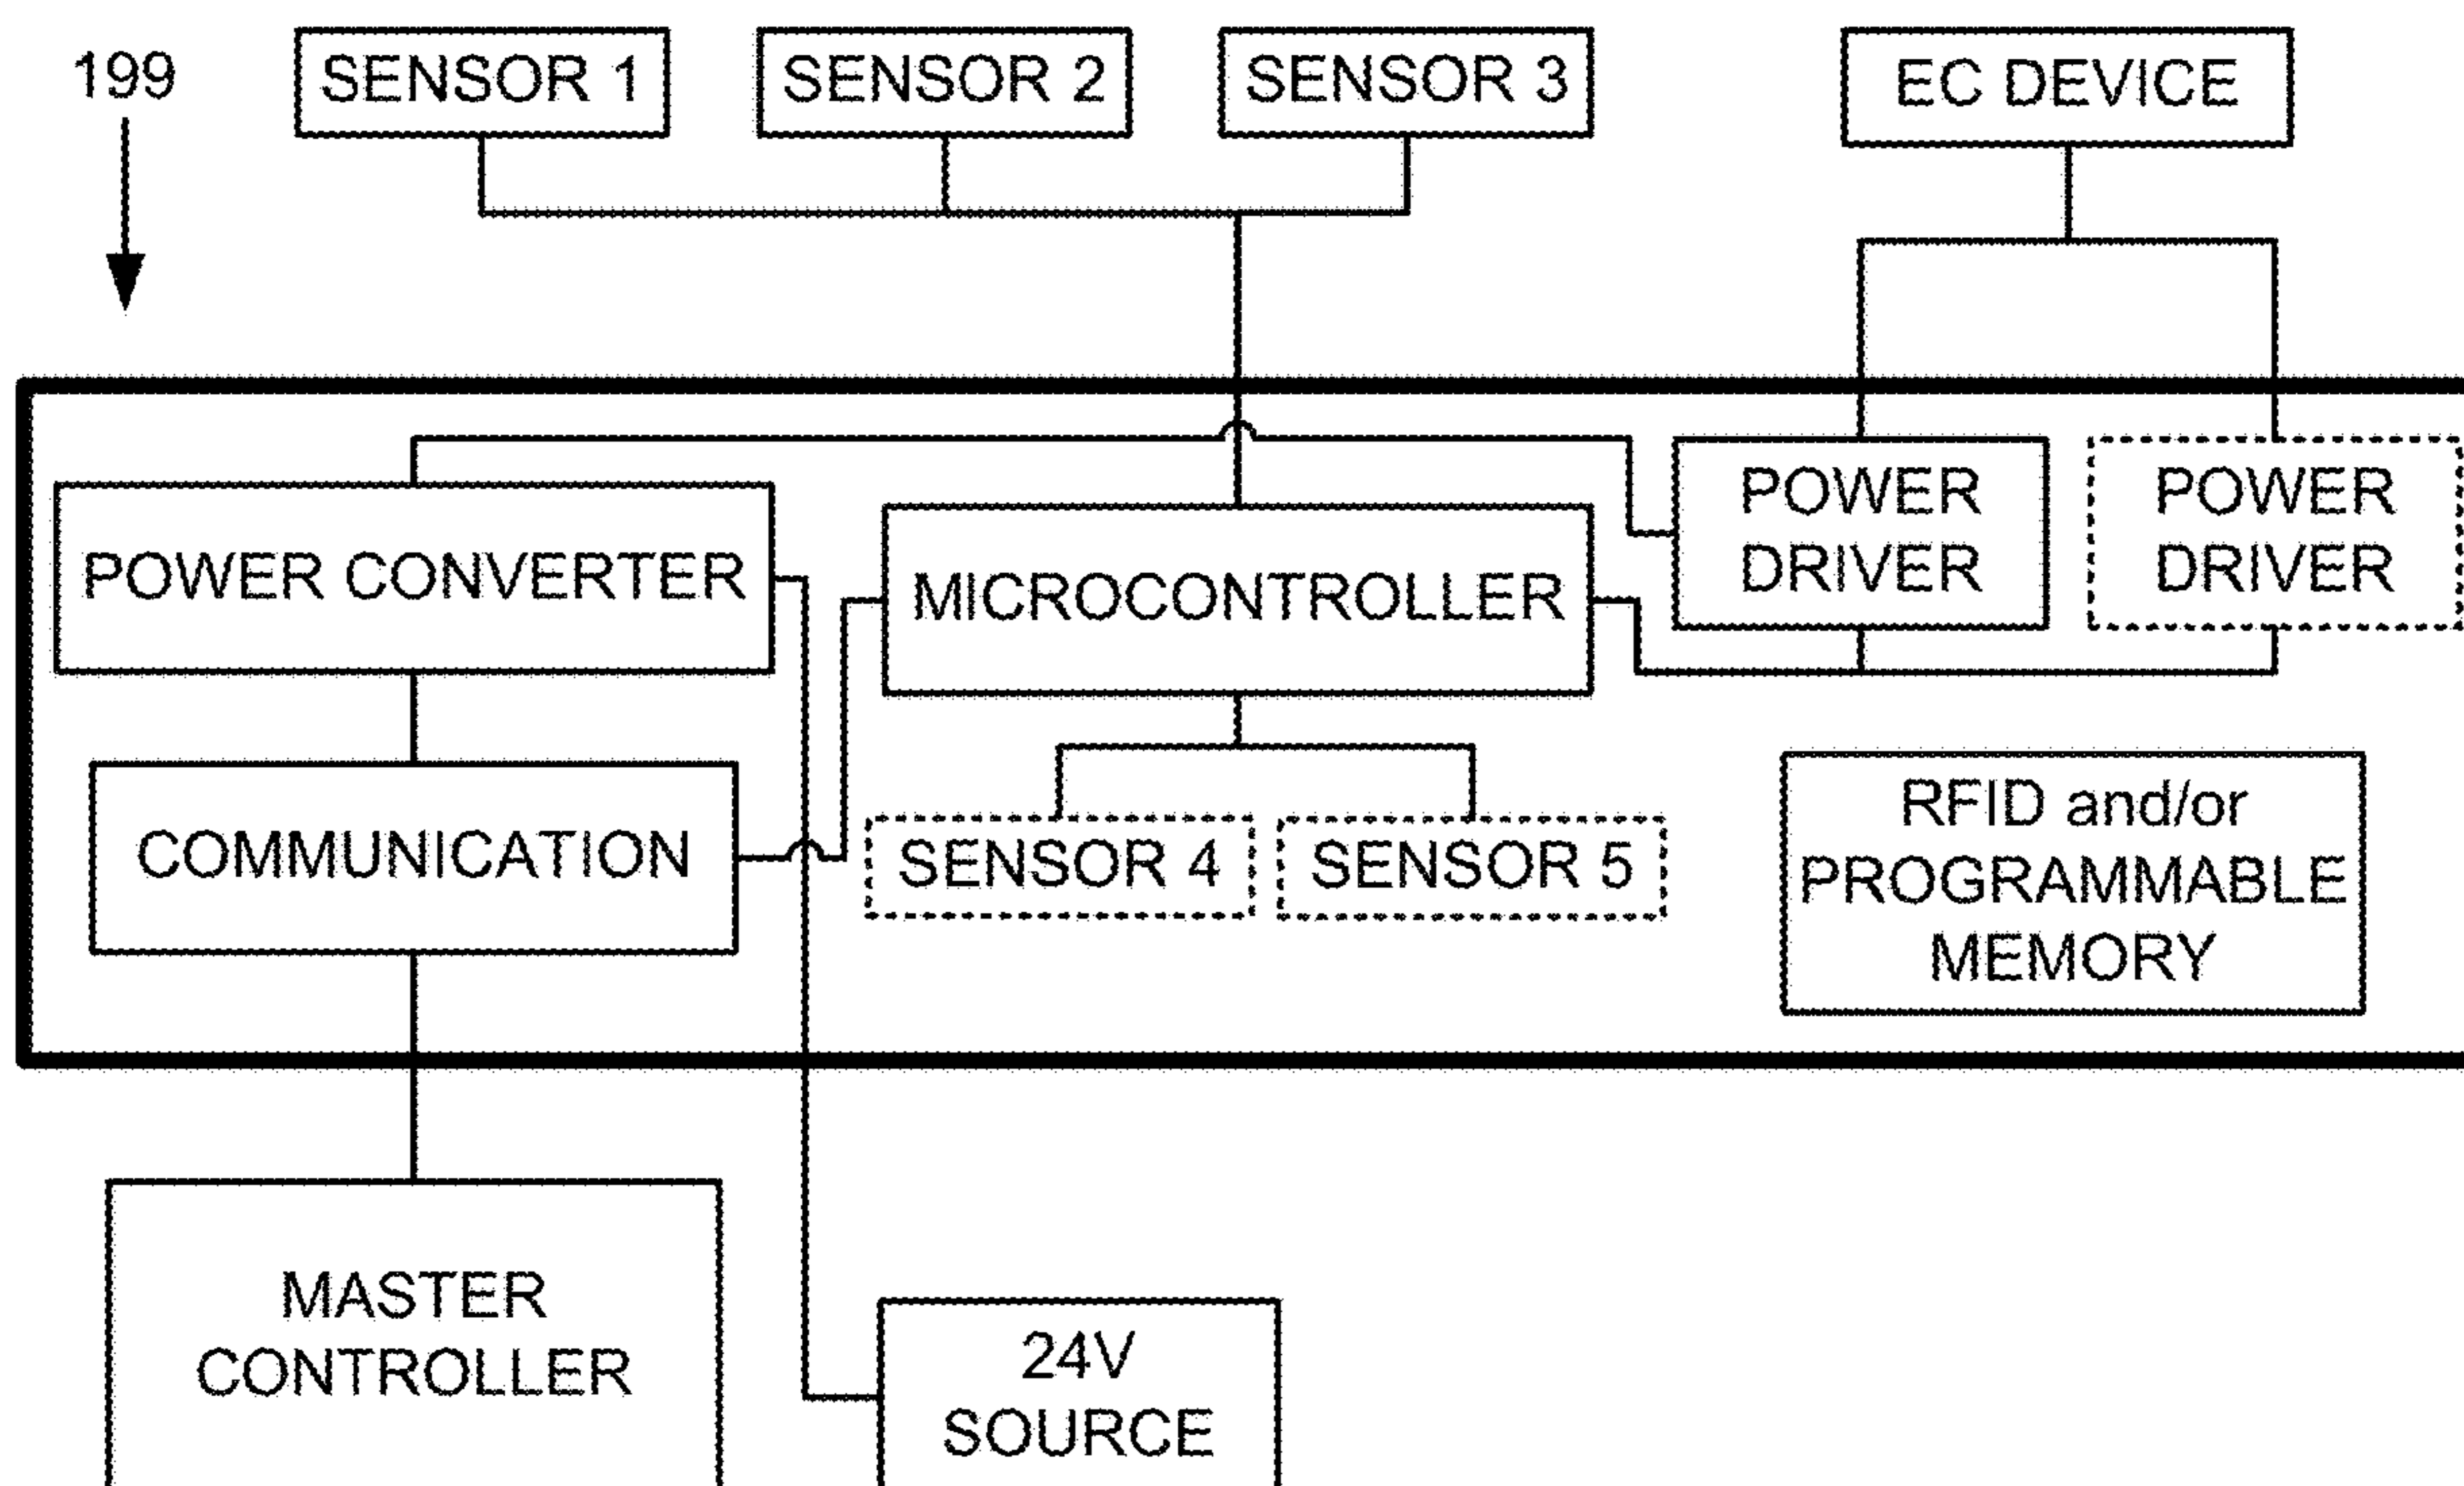 199
SENSOR 1
SENSOR 2
SENSOR 3
EC DEVICE
POWER CONVERTER
MICROCONTROLLER
POWER
DRIVER
POWER
DRIVER
COMMUNICATION
SENSOR 4
SENSOR 5
RFID and/or
PROGRAMMABLE
MEMORY
MASTER
CONTROLLER
24V
SOURCE